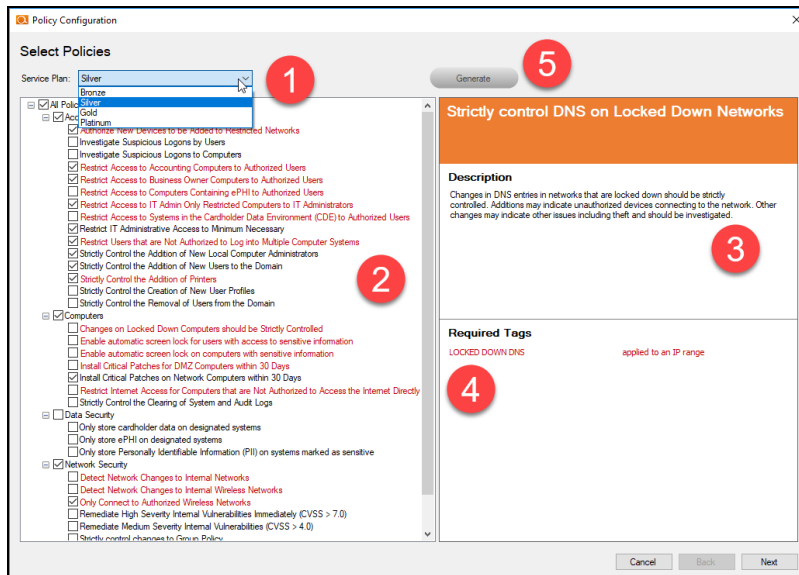 Policy Configuration
Select Policies
Service Plan: Silver
1
Generate
5
Bronze
Silver
Gold
Platinum
All Polic
Acc
Authorize New Devices to be Added to Restricted Networks
Investigate Suspicious Logons by Users
Investigate Suspicious Logons to Computers
Restrict Access to Accounting Computers to Authorized Users
Restrict Access to Business Owner Computers to Authorized Users
Restrict Access to Computers Containing ePHI to Authorized Users
Restrict Access to IT Admin Only Restricted Computers to IT Administrators
Restrict Access to Systems in the Cardholder Data Environment (CDE) to Authorized Users
Restrict IT Administrative Access to Minimum Necessary
Restrict Users that are Not Authorized to Log into Multiple Computer Systems
Strictly Control the Addition of New Local Computer Administrators
Strictly Control the Addition of New Users to the Domain
Strictly Control the Addition of Printers
Strictly Control the Creation of New User Profiles
Strictly Control the Removal of Users from the Domain
2
Computers
Changes on Locked Down Computers should be Strictly Controlled
Enable automatic screen lock for users with access to sensitive information
Enable automatic screen lock on computers with sensitive information
Install Critical Patches for DMZ Computers within 30 Days
Install Critical Patches on Network Computers within 30 Days
Restrict Internet Access for Computers that are Not Authorized to Access the Internet Directly
Strictly Control the Clearing of System and Audit Logs
Data Security
Only store cardholder data on designated systems
Only store ePHI on designated systems
Only store Personally Identifiable Information (PII) on systems marked as sensitive
Network Security
Detect Network Changes to Internal Networks
Detect Network Changes to Internal Wireless Networks
Only Connect to Authorized Wireless Networks
Remediate High Severity Internal Vulnerabilities Immediately (CVSS > 7.0)
Remediate Medium Severity Internal Vulnerabilities (CVSS > 4.0)
Strictly control changes to Group Policy
Strictly control DNS on Locked Down Networks
Description
Changes in DNS entries in networks that are locked down should be strictly
controlled. Additions may indicate unauthorized devices connecting to the network. Other
changes may indicate other issues including theft and should be investigated.
3
Required Tags
LOCKED DOWN DNS applied to an IP range
4
Cancel Back Next